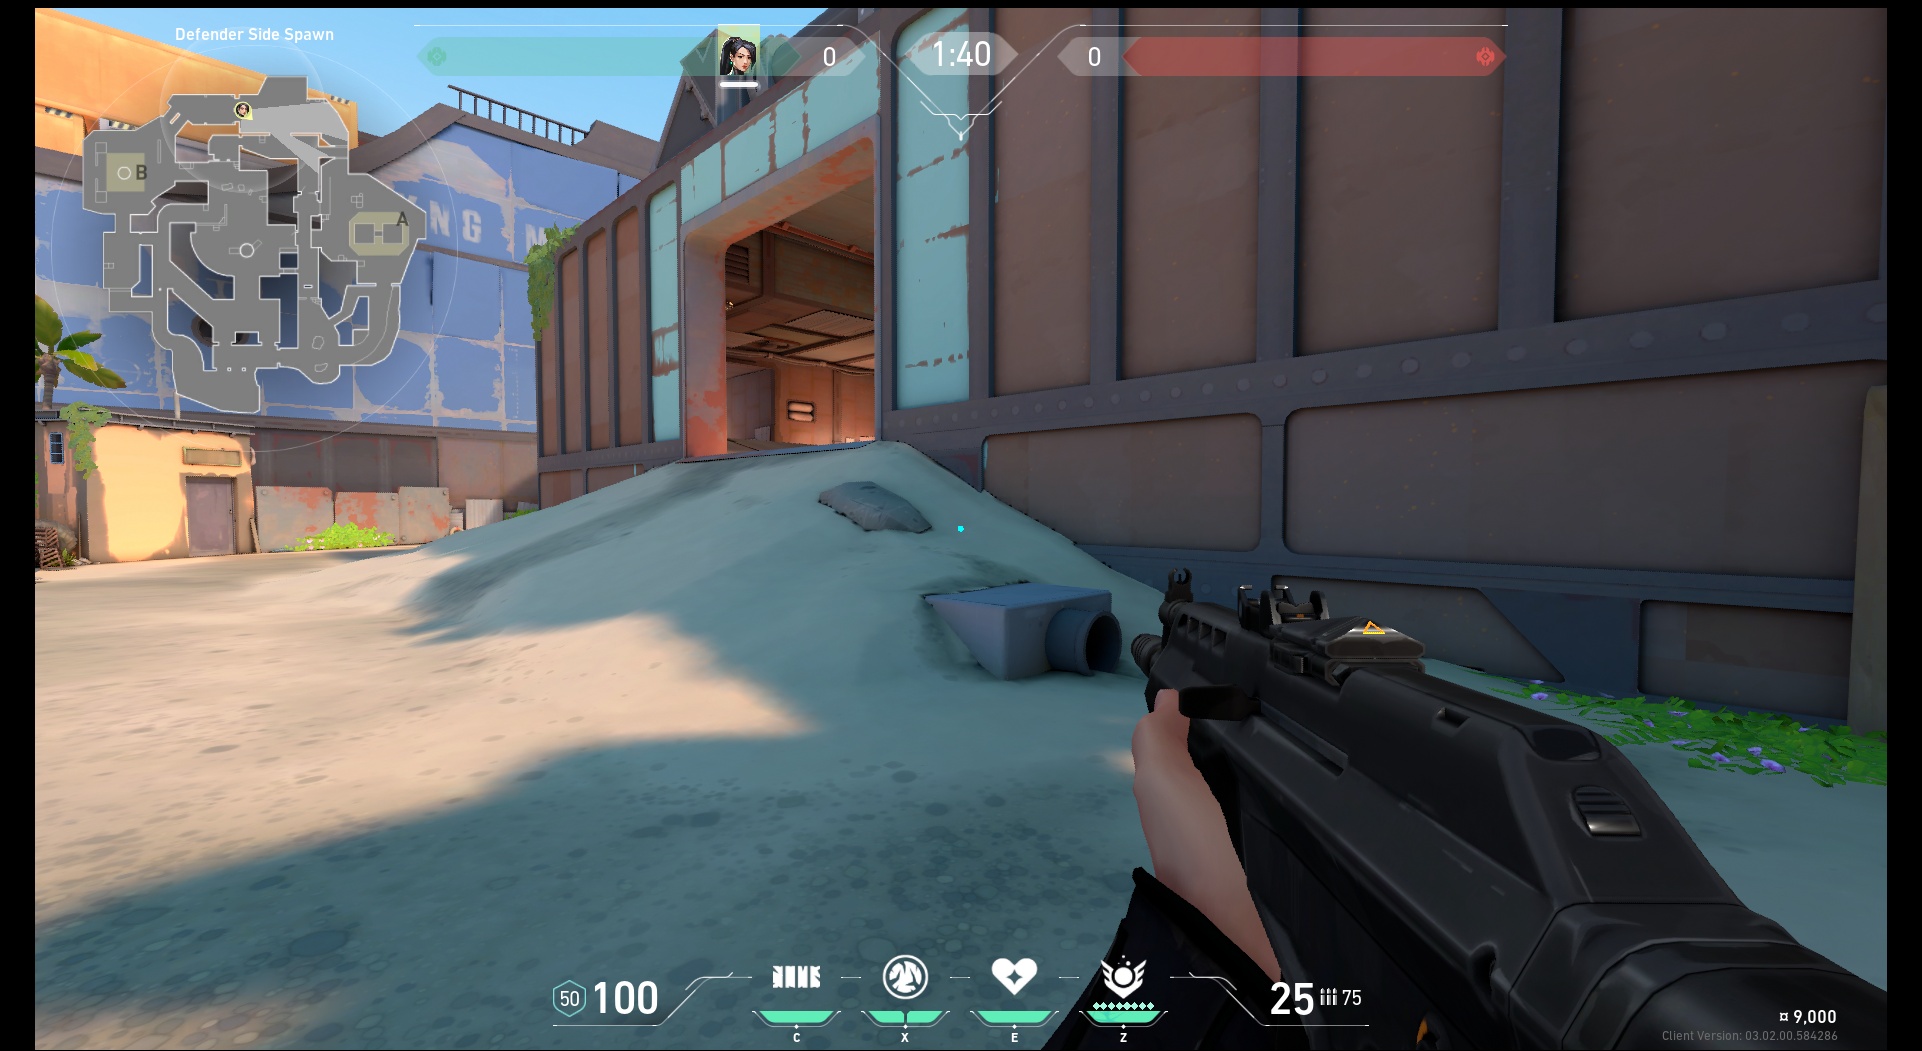 Defender Side Spawn
0
1:40
0
B
A
NG
50
100
25
75
C
X
E
Z
¤ 9,000
Client Version: 03.02.00.584286